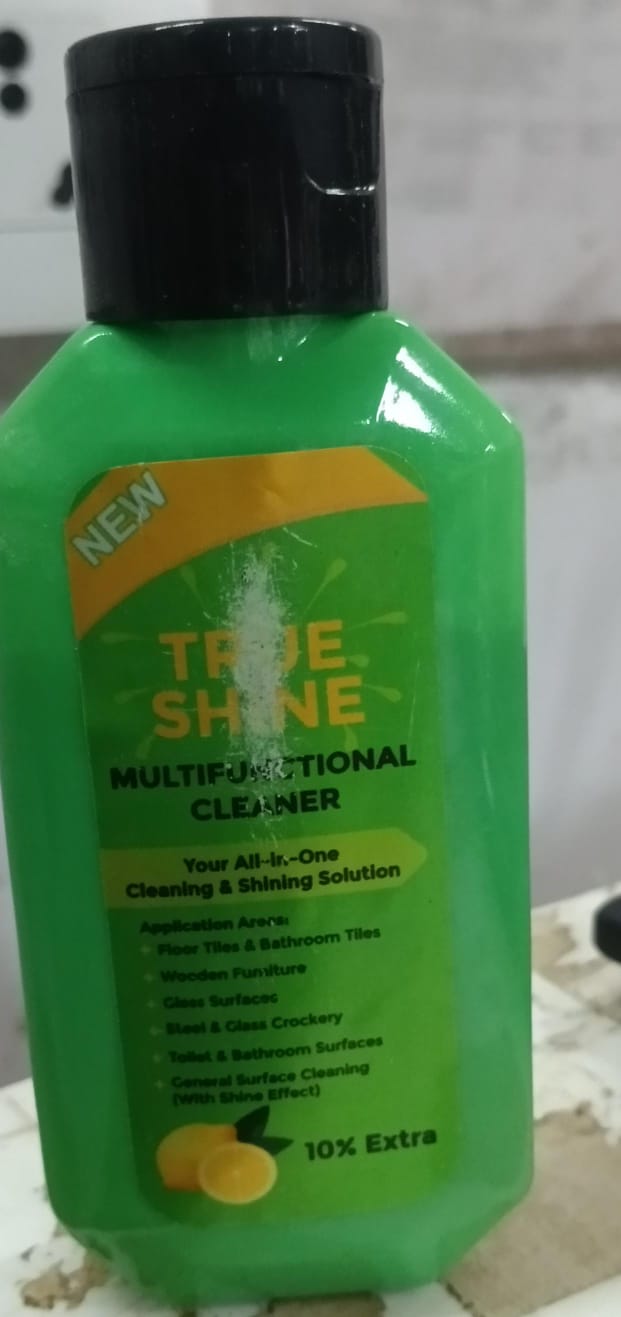 NEW
TRUE
SHINE
MULTIFUNCTIONAL
CLEANER
Your All-in-One
Cleaning & Shining Solution
Application Areas:
Floor Tiles & Bathroom Tiles
Wooden Furniture
Glass Surfaces
Steel & Glass Crockery
Toilet & Bathroom Surfaces
General Surface Cleaning
(With Shine Effect)
10% Extra